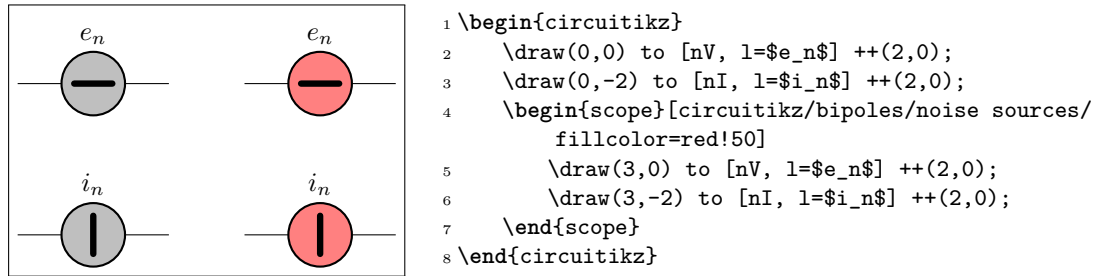 e_n e_n
i_n i_n
1 \begin{circuitikz}
2 \draw(0,0) to [nV, l=$e_n$] ++(2,0);
3 \draw(0,-2) to [nI, l=$i_n$] ++(2,0);
4 \begin{scope}[circuitikz/bipoles/noise sources/
fillcolor=red!50]
5 \draw(3,0) to [nV, l=$e_n$] ++(2,0);
6 \draw(3,-2) to [nI, l=$i_n$] ++(2,0);
7 \end{scope}
8 \end{circuitikz}